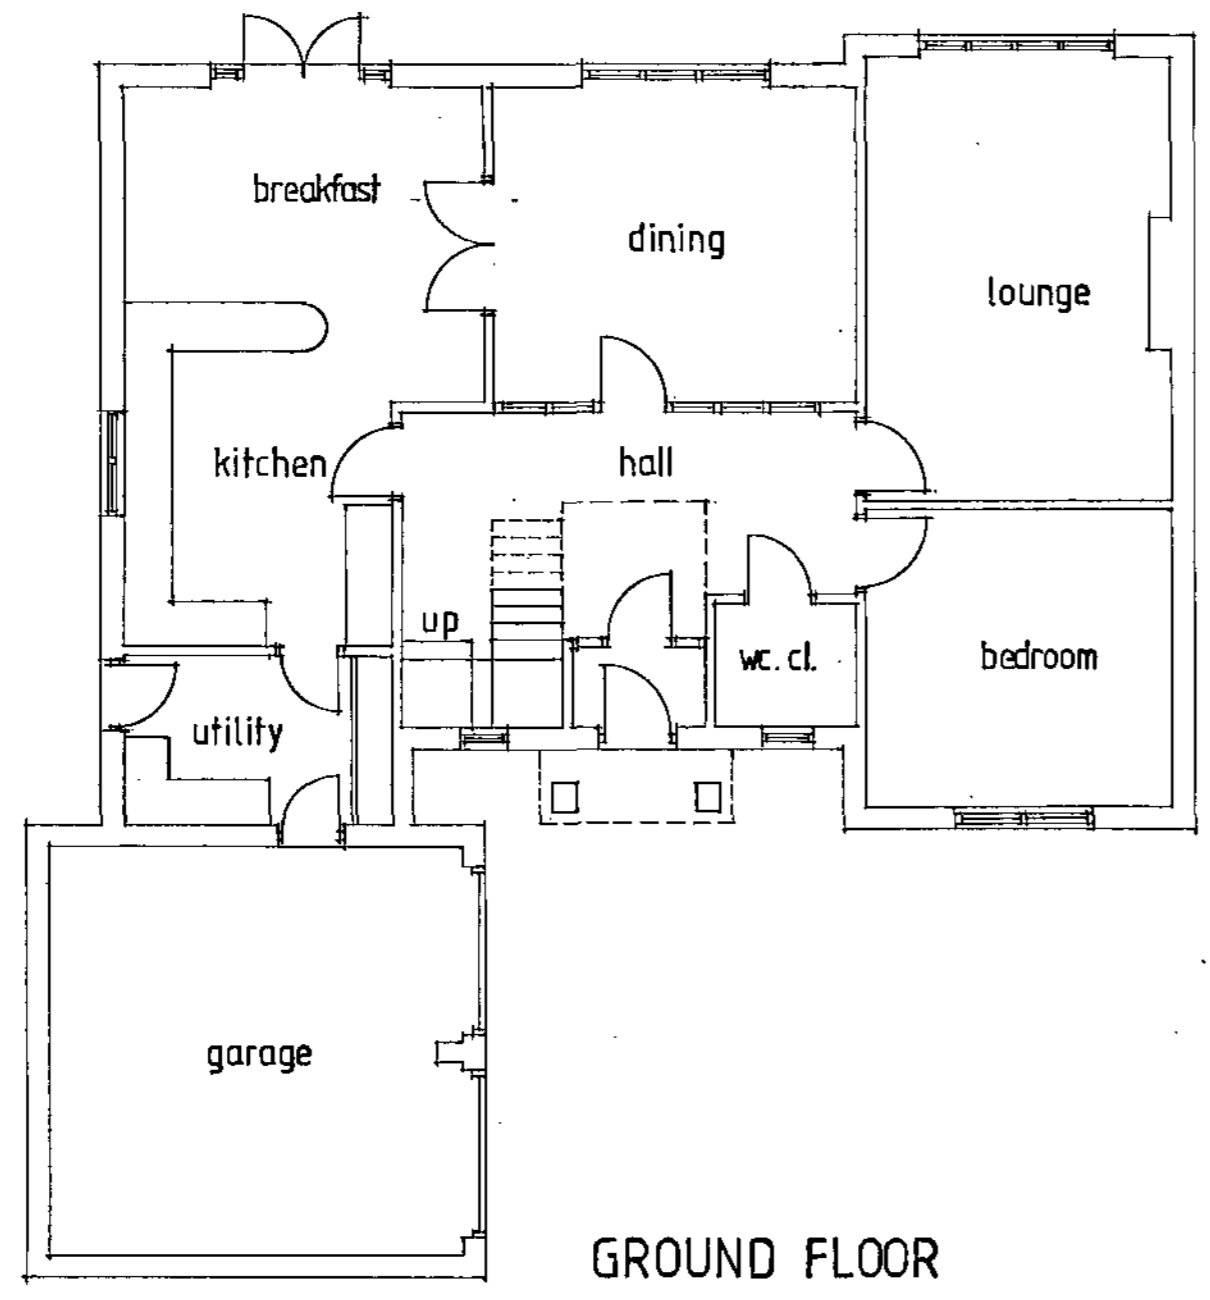 breakfast
dining
lounge
kitchen
hall
up
wc. cl.
bedroom
utility
garage
GROUND FLOOR